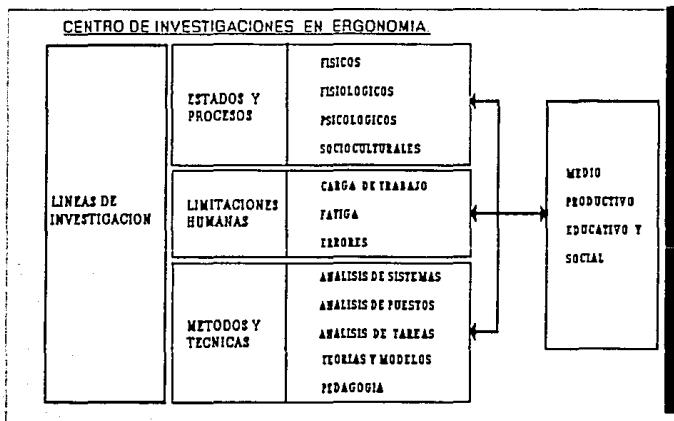 CENTRO DE INVESTIGACIONES EN ERGONOMIA.
LINEAS DE
INVESTIGACION
ESTADOS Y
PROCESOS
FISICOS
FISIOLOGICOS
PSICOLOGICOS
SOCIOCULTURALES
LIMITACIONES
HUMANAS
CARGA DE TRABAJO
FATIGA
ERRORES
METODOS Y
TECNICAS
ANALISIS DE SISTEMAS
ANALISIS DE PUESTOS
ANALISIS DE TAREAS
TEORIAS Y MODELOS
PEDAGOGIA
MEDIO
PRODUCTIVO
EDUCATIVO Y
SOCIAL